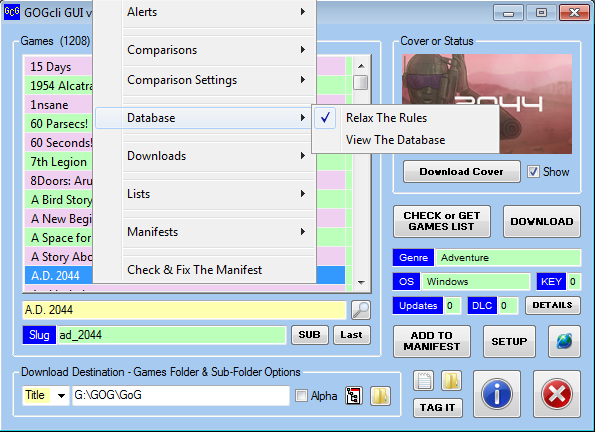 GcG GOGcli GUI v
Games (1208)
15 Days
1954 Alcatra
1nsane
60 Parsecs!
60 Seconds!
7th Legion
8Doors: Aru
A Bird Story
A New Begi
A Space for
A Story Abo
A.D. 2044
Alerts
Comparisons
Comparison Settings
Database
Downloads
Lists
Manifests
Check & Fix The Manifest
Relax The Rules
View The Database
Cover or Status
2044
Download Cover
Show
CHECK or GET GAMES LIST
DOWNLOAD
Genre Adventure
OS Windows KEY 0
Updates 0 DLC 0 DETAILS
A.D. 2044
Slug ad_2044 SUB Last
ADD TO MANIFEST
SETUP
Download Destination - Games Folder & Sub-Folder Options
Title G:\GOG\GoG Alpha
TAG IT